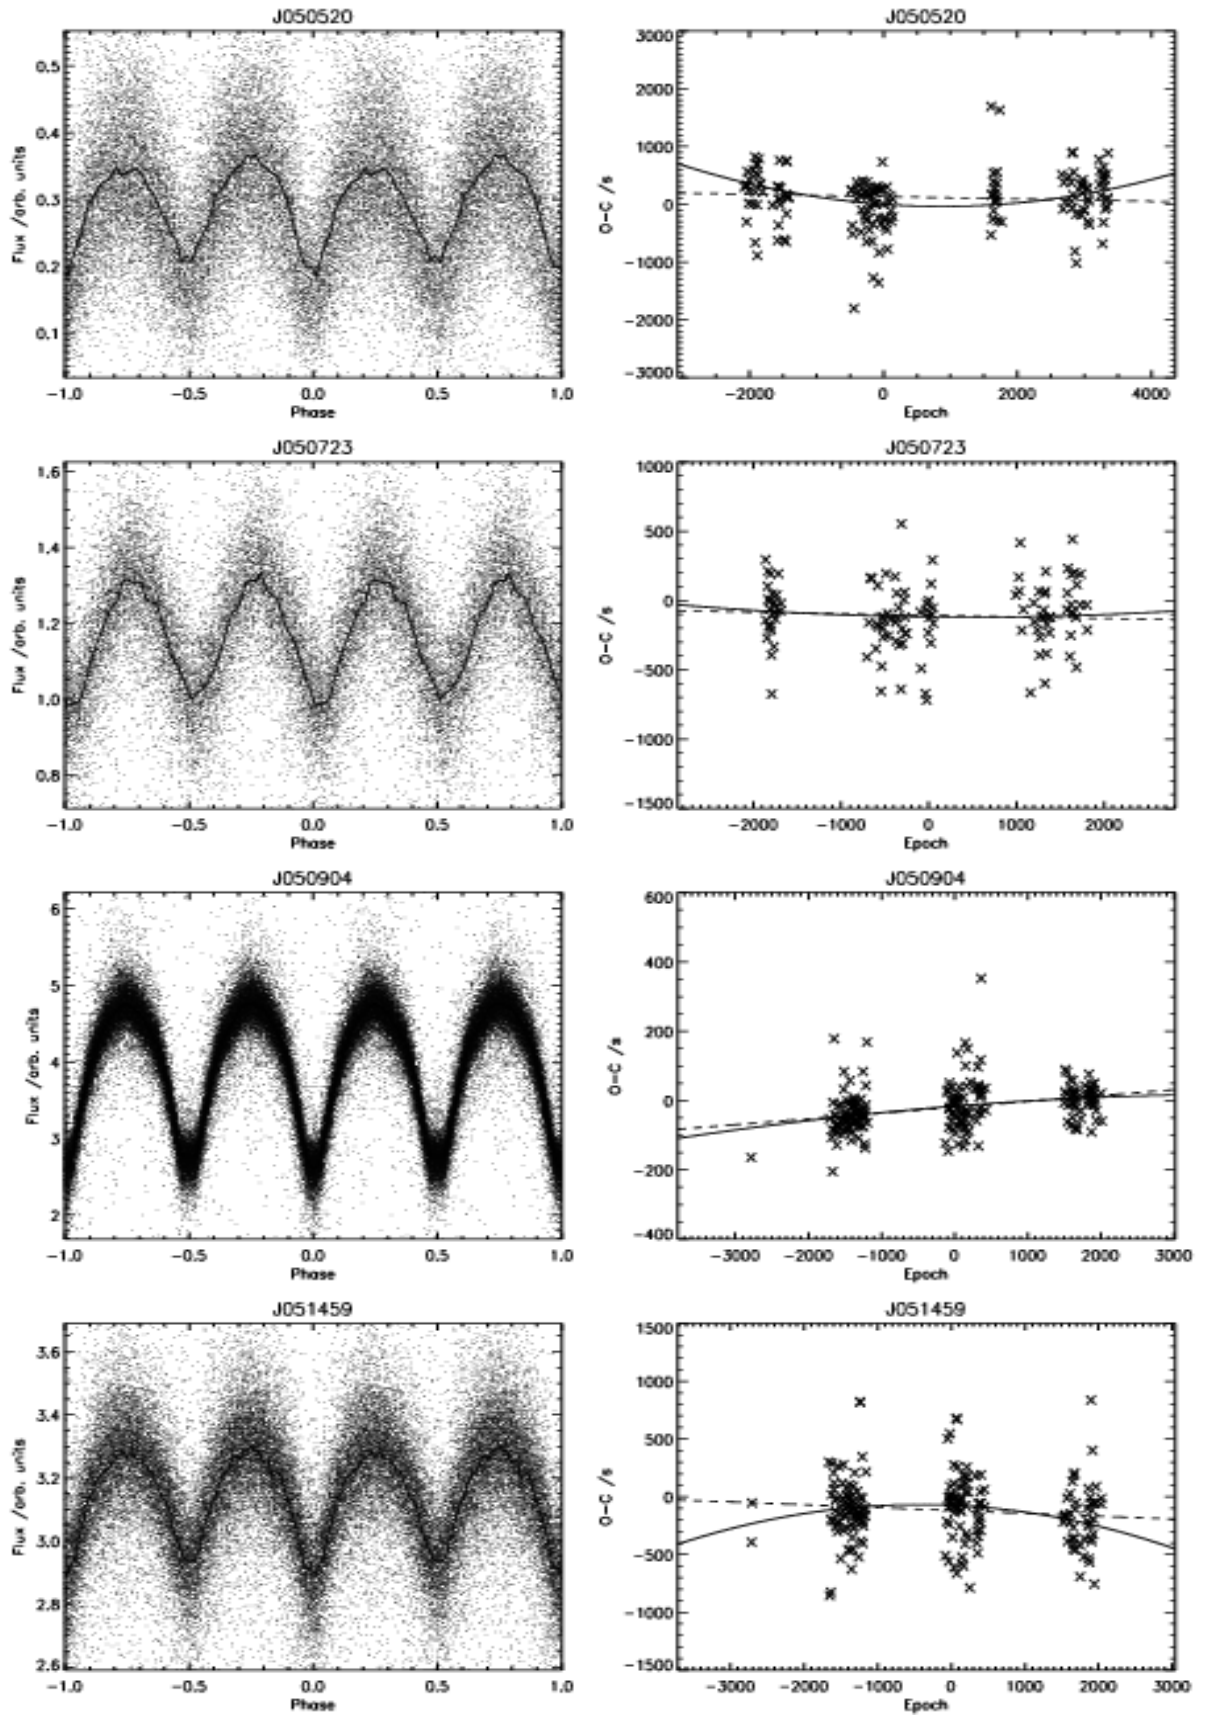 J050520
J050520
Flux /arb. units
0.5
0.4
0.3
0.2
0.1
-1.0 -0.5 0.0 0.5 1.0
Phase
O-C /s
3000
2000
1000
0
-1000
-2000
-3000
-2000 0 2000 4000
Epoch
J050723
J050723
Flux /arb. units
1.6
1.4
1.2
1.0
0.8
-1.0 -0.5 0.0 0.5 1.0
Phase
O-C /s
1000
500
0
-500
-1000
-1500
-2000 -1000 0 1000 2000
Epoch
J050904
J050904
Flux /arb. units
6
5
4
3
2
-1.0 -0.5 0.0 0.5 1.0
Phase
O-C /s
600
400
200
0
-200
-400
-3000 -2000 -1000 0 1000 2000 3000
Epoch
J051459
J051459
Flux /arb. units
3.6
3.4
3.2
3.0
2.8
2.6
-1.0 -0.5 0.0 0.5 1.0
Phase
O-C /s
1500
1000
500
0
-500
-1000
-1500
-3000 -2000 -1000 0 1000 2000 3000
Epoch